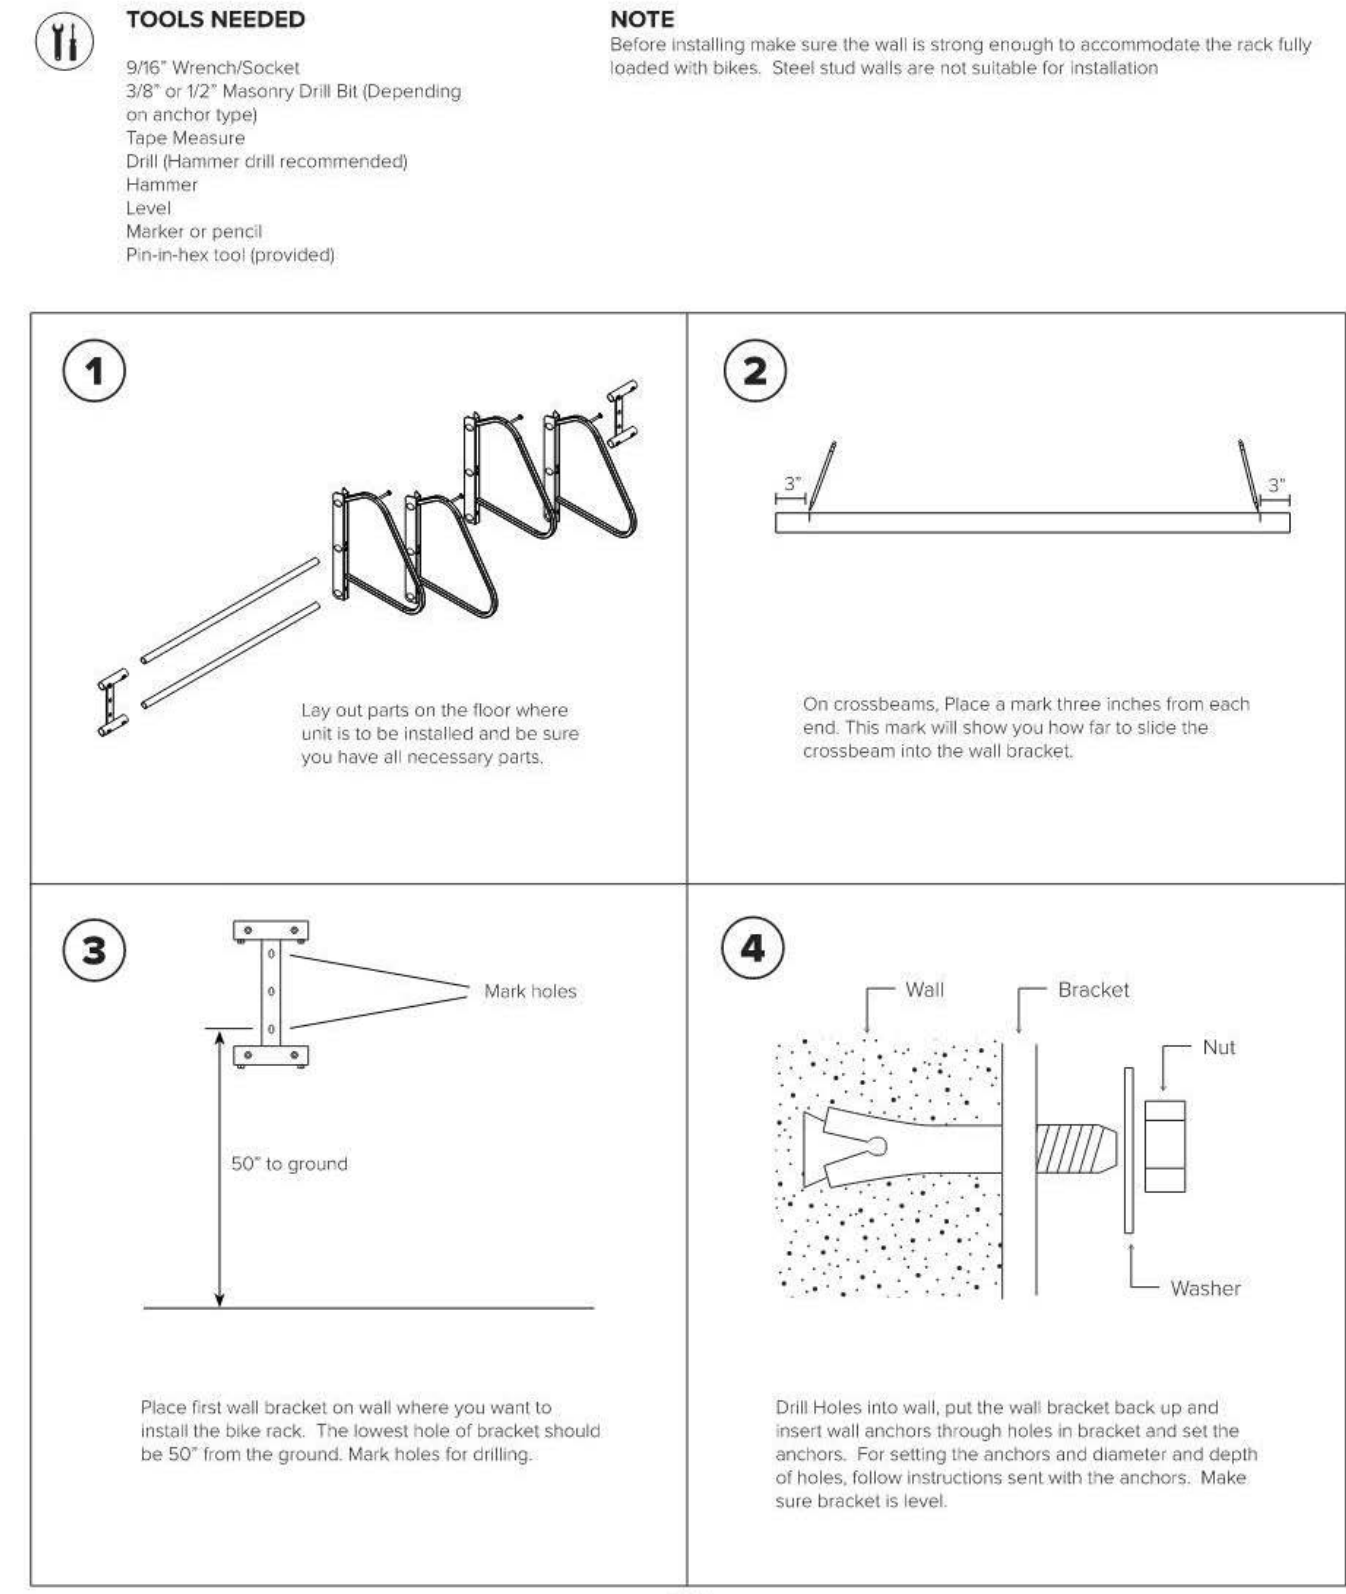 TOOLS NEEDED
9/16" Wrench/Socket
3/8" or 1/2" Masonry Drill Bit (Depending
on anchor type)
Tape Measure
Drill (Hammer drill recommended)
Hammer
Level
Marker or pencil
Pin-in-hex tool (provided)
NOTE
Before installing make sure the wall is strong enough to accommodate the rack fully
loaded with bikes.  Steel stud walls are not suitable for installation
1
Lay out parts on the floor where
unit is to be installed and be sure
you have all necessary parts.
2
3"
3"
On crossbeams, Place a mark three inches from each
end. This mark will show you how far to slide the
crossbeam into the wall bracket.
3
Mark holes
50" to ground
Place first wall bracket on wall where you want to
install the bike rack.  The lowest hole of bracket should
be 50" from the ground. Mark holes for drilling.
4
Wall
Bracket
Nut
Washer
Drill Holes into wall, put the wall bracket back up and
insert wall anchors through holes in bracket and set the
anchors.  For setting the anchors and diameter and depth
of holes, follow instructions sent with the anchors.  Make
sure bracket is level.